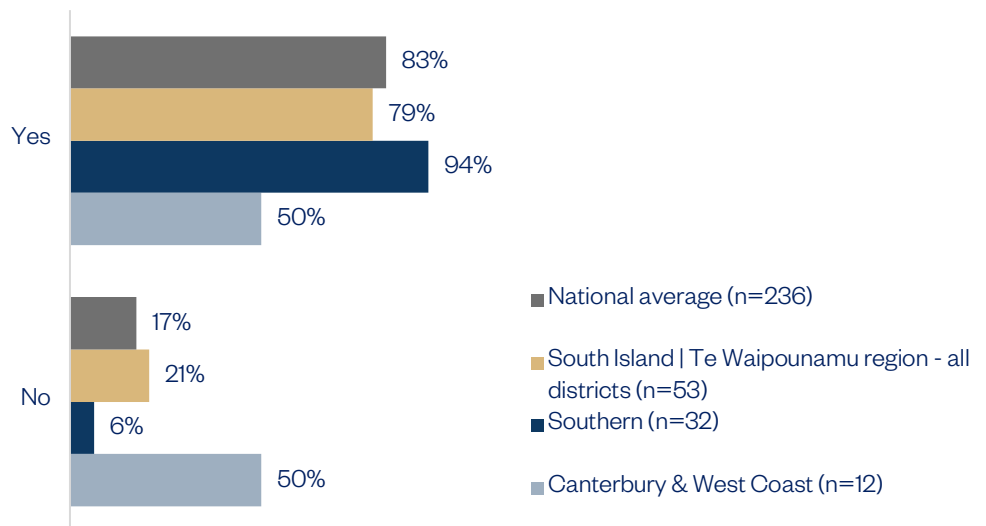 83%
79%
Yes
94%
50%
17%
21%
No
6%
50%
National average (n=236)
South Island | Te Waipounamu region - all
districts (n=53)
Southern (n=32)
Canterbury & West Coast (n=12)